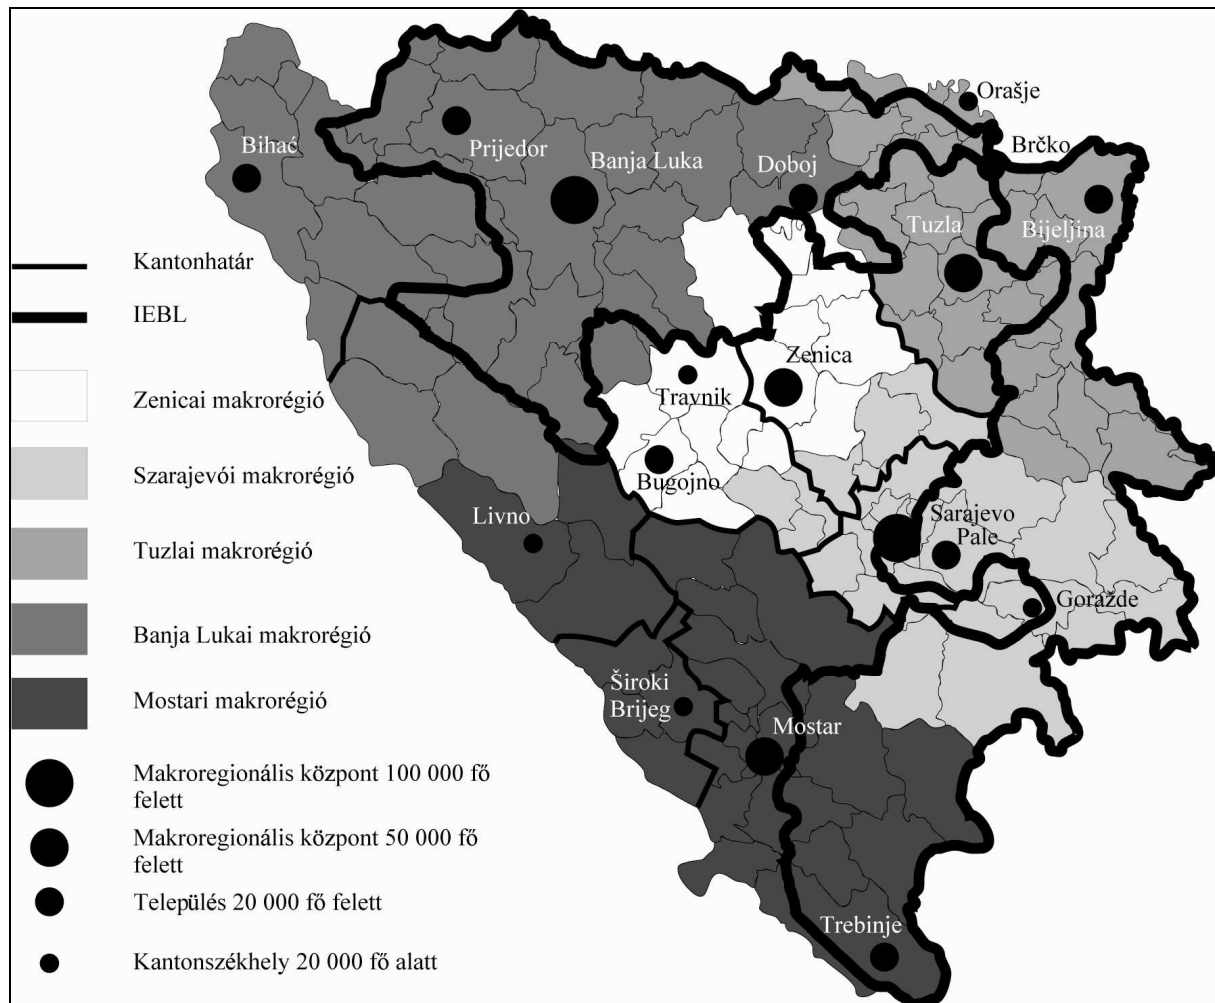 Orašje
Brčko
Bihać
Prijedor
Banja Luka
Doboj
Tuzla
Bijeljina
Zenica
Travnik
Bugojno
Livno
Sarajevo
Pale
Goražde
Široki
Brijeg
Mostar
Trebinje
Kantonhatár
IEBL
Zenicai makrorégió
Szarajevói makrorégió
Tuzlai makrorégió
Banja Lukai makrorégió
Mostari makrorégió
Makroregionális központ 100 000 fő
felett
Makroregionális központ 50 000 fő
felett
Település 20 000 fő felett
Kantonszékhely 20 000 fő alatt